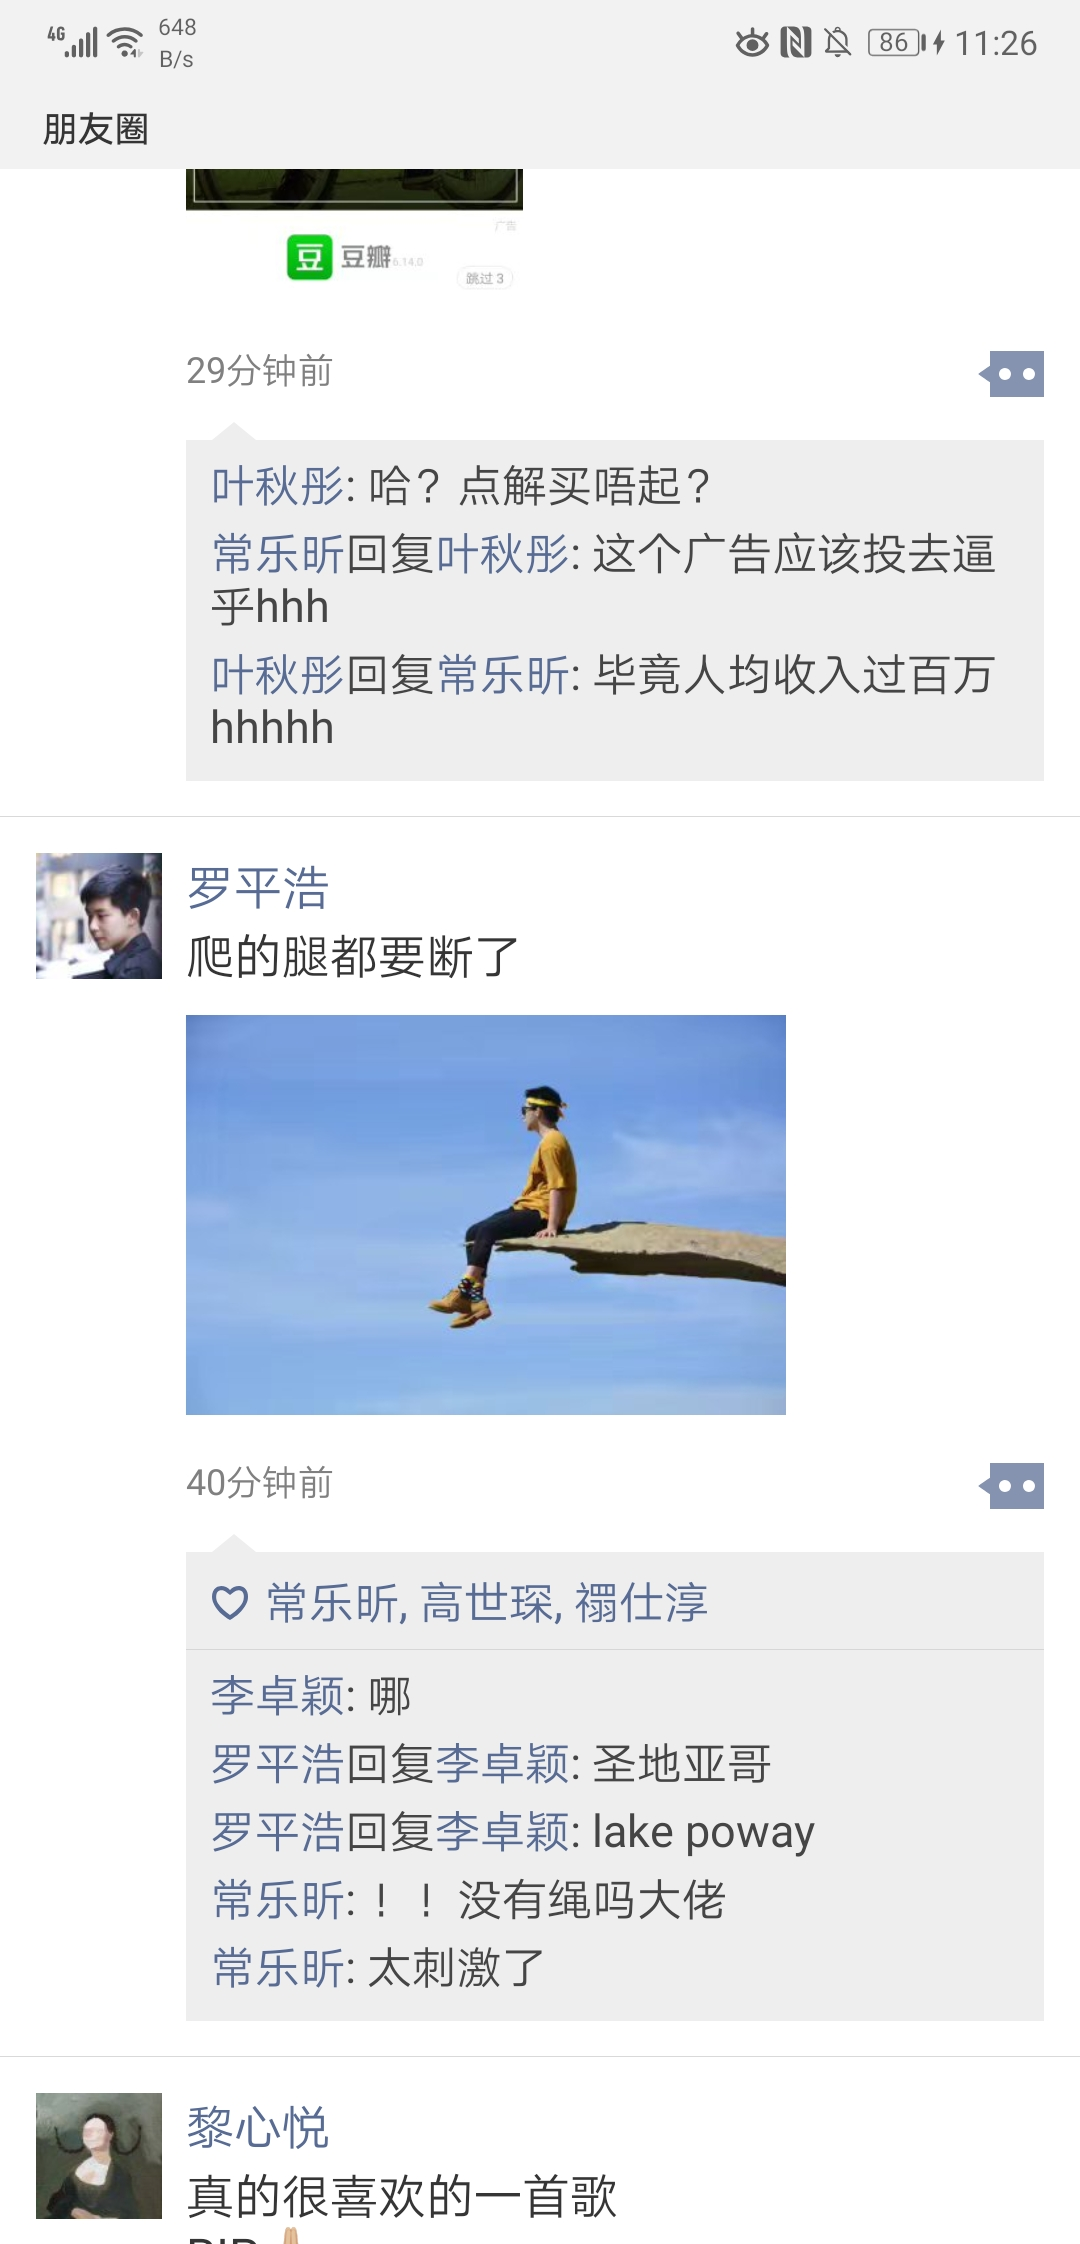 4G
648
B/s
86
11:26
朋友圈
广告
豆 豆瓣6.14.0
跳过 3
29分钟前
叶秋彤: 哈？点解买唔起？
常乐昕回复叶秋彤: 这个广告应该投去逼
乎hhh
叶秋彤回复常乐昕: 毕竟人均收入过百万
hhhhh
罗平浩
爬的腿都要断了
40分钟前
常乐昕, 高世琛, 禤仕淳
李卓颖: 哪
罗平浩回复李卓颖: 圣地亚哥
罗平浩回复李卓颖: lake poway
常乐昕: ！！没有绳吗大佬
常乐昕: 太刺激了
黎心悦
真的很喜欢的一首歌
RIP🙏🏼